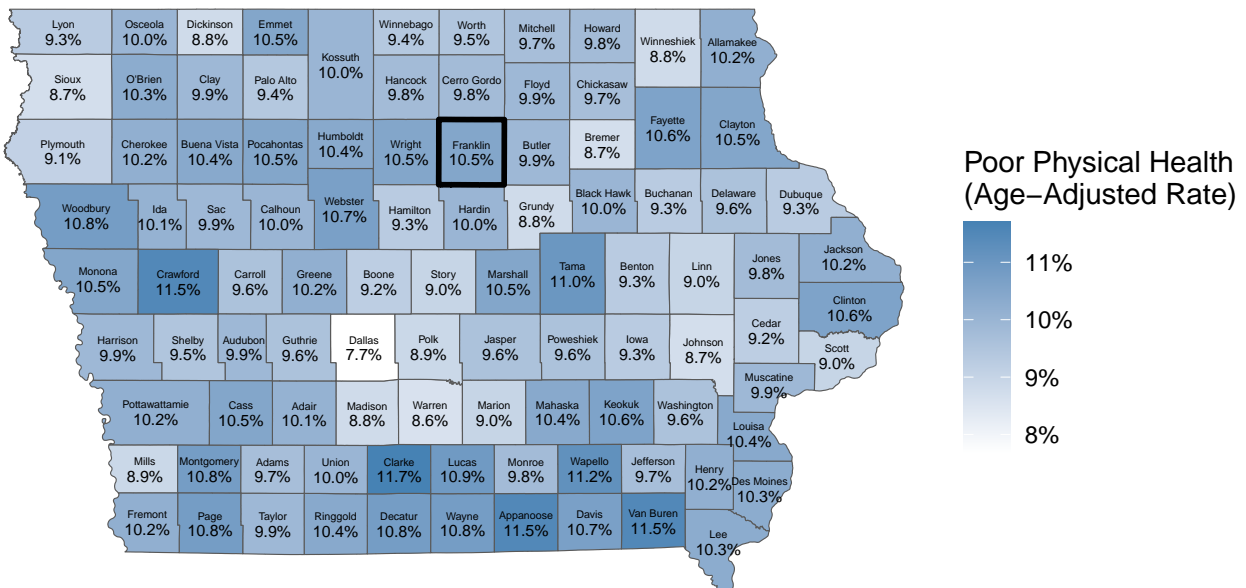 Lyon
9.3%
Osceola
10.0%
Dickinson
8.8%
Emmet
10.5%
Kossuth
10.0%
Winnebago
9.4%
Worth
9.5%
Mitchell
9.7%
Howard
9.8%
Winneshiek
8.8%
Allamakee
10.2%
Sioux
8.7%
O'Brien
10.3%
Clay
9.9%
Palo Alto
9.4%
Hancock
9.8%
Cerro Gordo
9.8%
Floyd
9.9%
Chickasaw
9.7%
Fayette
10.6%
Clayton
10.5%
Plymouth
9.1%
Cherokee
10.2%
Buena Vista
10.4%
Pocahontas
10.5%
Humboldt
10.4%
Wright
10.5%
Franklin
10.5%
Butler
9.9%
Bremer
8.7%
Woodbury
10.8%
Ida
10.1%
Sac
9.9%
Calhoun
10.0%
Webster
10.7%
Hamilton
9.3%
Hardin
10.0%
Grundy
8.8%
Black Hawk
10.0%
Buchanan
9.3%
Delaware
9.6%
Dubuque
9.3%
Monona
10.5%
Crawford
11.5%
Carroll
9.6%
Greene
10.2%
Boone
9.2%
Story
9.0%
Marshall
10.5%
Tama
11.0%
Benton
9.3%
Linn
9.0%
Jones
9.8%
Jackson
10.2%
Clinton
10.6%
Harrison
9.9%
Shelby
9.5%
Audubon
9.9%
Guthrie
9.6%
Dallas
7.7%
Polk
8.9%
Jasper
9.6%
Poweshiek
9.6%
Iowa
9.3%
Johnson
8.7%
Cedar
9.2%
Scott
9.0%
Muscatine
9.9%
Pottawattamie
10.2%
Cass
10.5%
Adair
10.1%
Madison
8.8%
Warren
8.6%
Marion
9.0%
Mahaska
10.4%
Keokuk
10.6%
Washington
9.6%
Louisa
10.4%
Mills
8.9%
Montgomery
10.8%
Adams
9.7%
Union
10.0%
Clarke
11.7%
Lucas
10.9%
Monroe
9.8%
Wapello
11.2%
Jefferson
9.7%
Henry
10.2%
Des Moines
10.3%
Fremont
10.2%
Page
10.8%
Taylor
9.9%
Ringgold
10.4%
Decatur
10.8%
Wayne
10.8%
Appanoose
11.5%
Davis
10.7%
Van Buren
11.5%
Lee
10.3%
Poor Physical Health
(Age−Adjusted Rate)
11%
10%
9%
8%